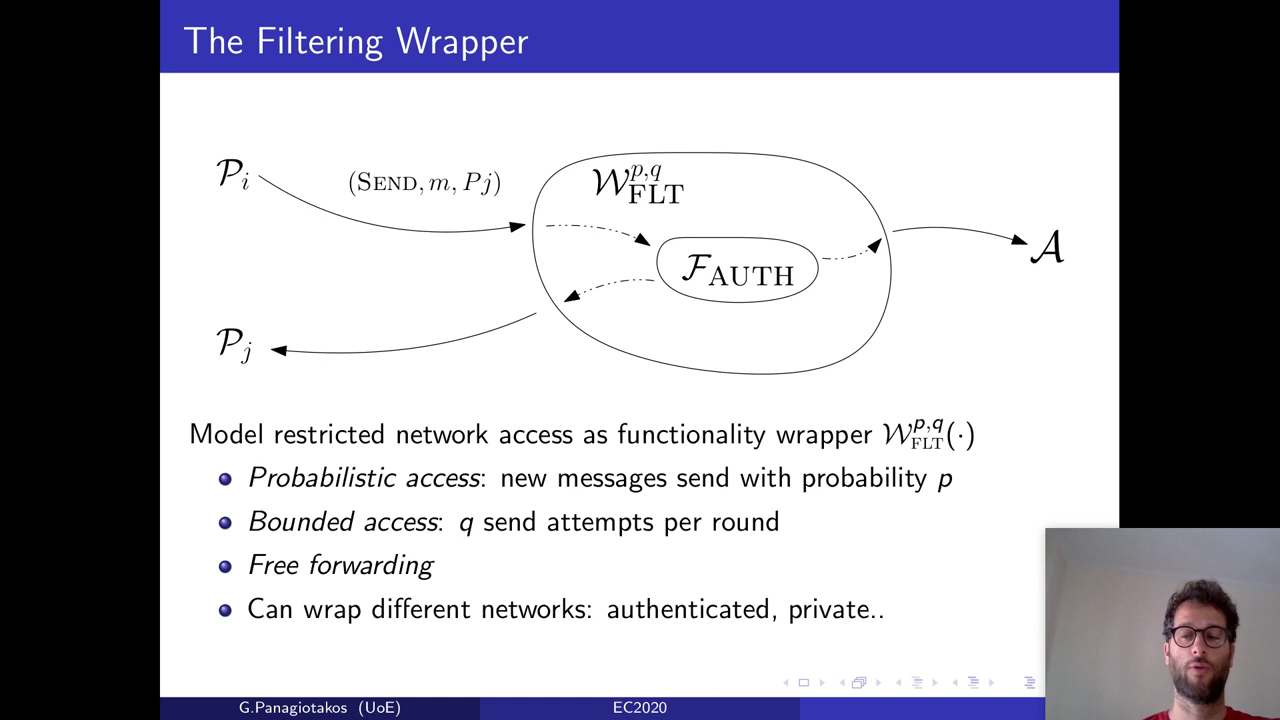 The Filtering Wrapper
𝒫i
(SEND, m, Pj)
𝒲 p,q FLT
ℱAUTH
𝒜
𝒫j
Model restricted network access as functionality wrapper 𝒲 p,q FLT(·)
Probabilistic access: new messages send with probability p
Bounded access: q send attempts per round
Free forwarding
Can wrap different networks: authenticated, private..
G.Panagiotakos (UoE)
EC2020